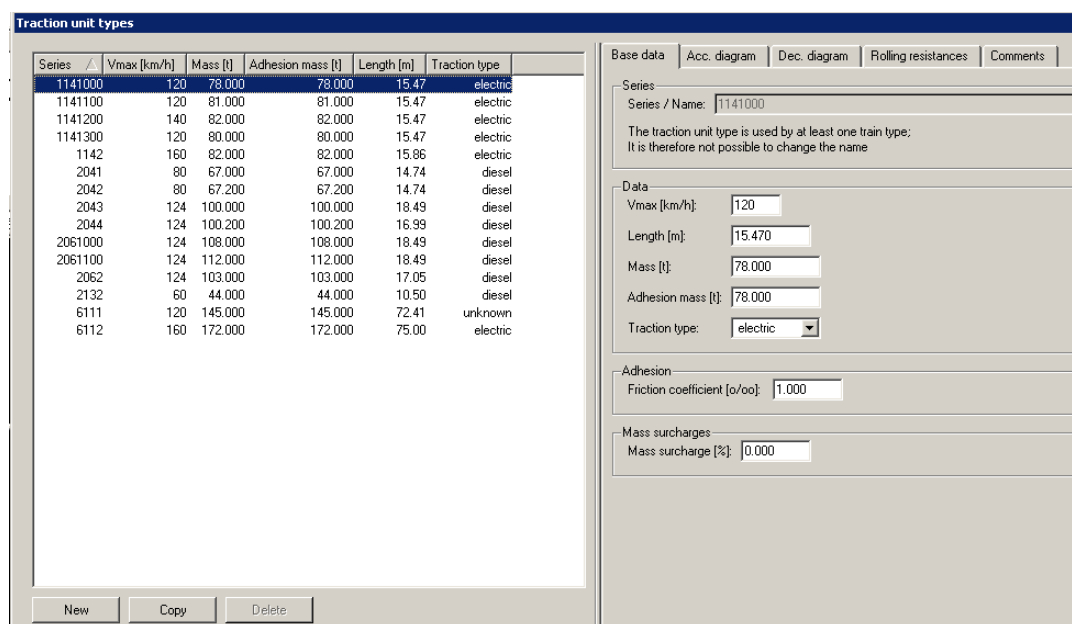 Traction unit types
Series Vmax [km/h] Mass [t] Adhesion mass [t] Length [m] Traction type
1141000 120 78.000 78.000 15.47 electric
1141100 120 81.000 81.000 15.47 electric
1141200 140 82.000 82.000 15.47 electric
1141300 120 80.000 80.000 15.47 electric
1142 160 82.000 82.000 15.86 electric
2041 80 67.000 67.000 14.74 diesel
2042 80 67.200 67.200 14.74 diesel
2043 124 100.000 100.000 18.49 diesel
2044 124 100.200 100.200 16.99 diesel
2061000 124 108.000 108.000 18.49 diesel
2061100 124 112.000 112.000 18.49 diesel
2062 124 103.000 103.000 17.05 diesel
2132 60 44.000 44.000 10.50 diesel
6111 120 145.000 145.000 72.41 unknown
6112 160 172.000 172.000 75.00 electric
New Copy Delete
Base data Acc. diagram Dec. diagram Rolling resistances Comments
Series
Series / Name: 1141000
The traction unit type is used by at least one train type;
It is therefore not possible to change the name
Data
Vmax [km/h]: 120
Length [m]: 15.470
Mass [t]: 78.000
Adhesion mass [t]: 78.000
Traction type: electric
Adhesion
Friction coefficient [o/oo]: 1.000
Mass surcharges
Mass surcharge [%]: 0.000